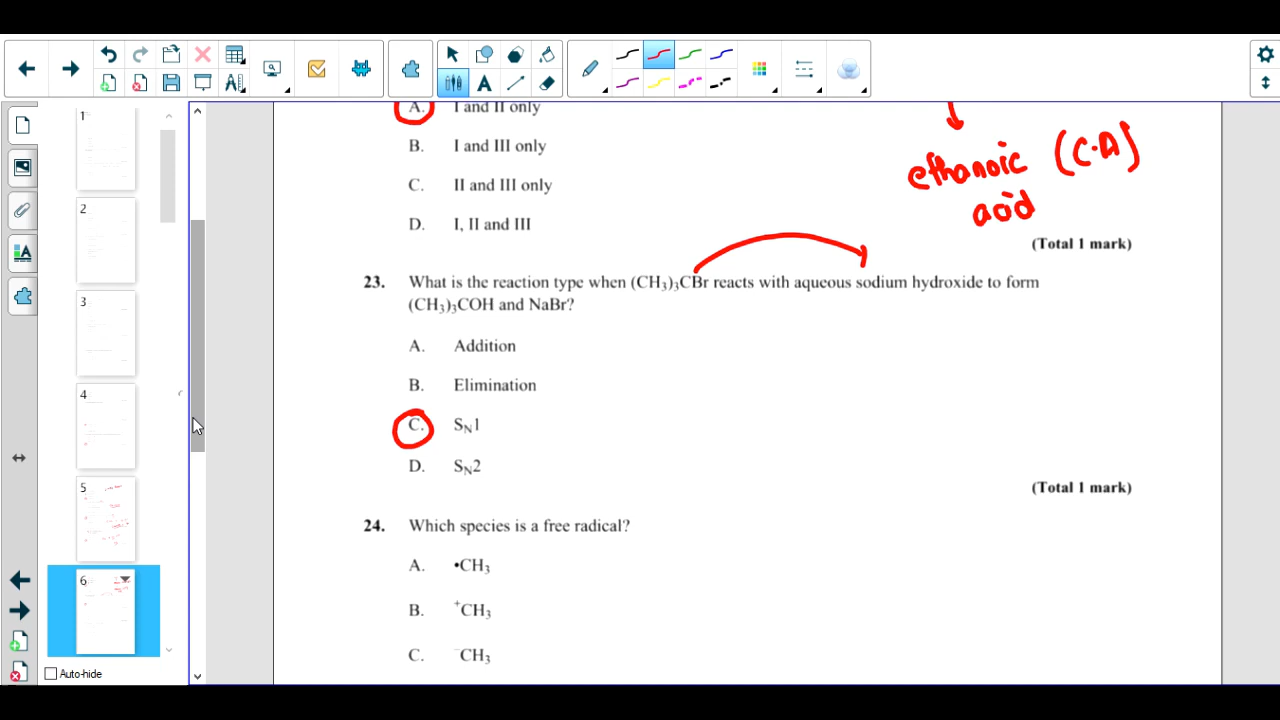 1
A. I and II only
B. I and III only
ethanoic (C.A)
acid
C. II and III only
2
D. I, II and III
(Total 1 mark)
23. What is the reaction type when (CH3)3CBr reacts with aqueous sodium hydroxide to form
(CH3)3COH and NaBr?
3
A. Addition
B. Elimination
4
C. SN1
D. SN2
5
(Total 1 mark)
24. Which species is a free radical?
A. •CH3
6
B. +CH3
C. -CH3
Auto-hide